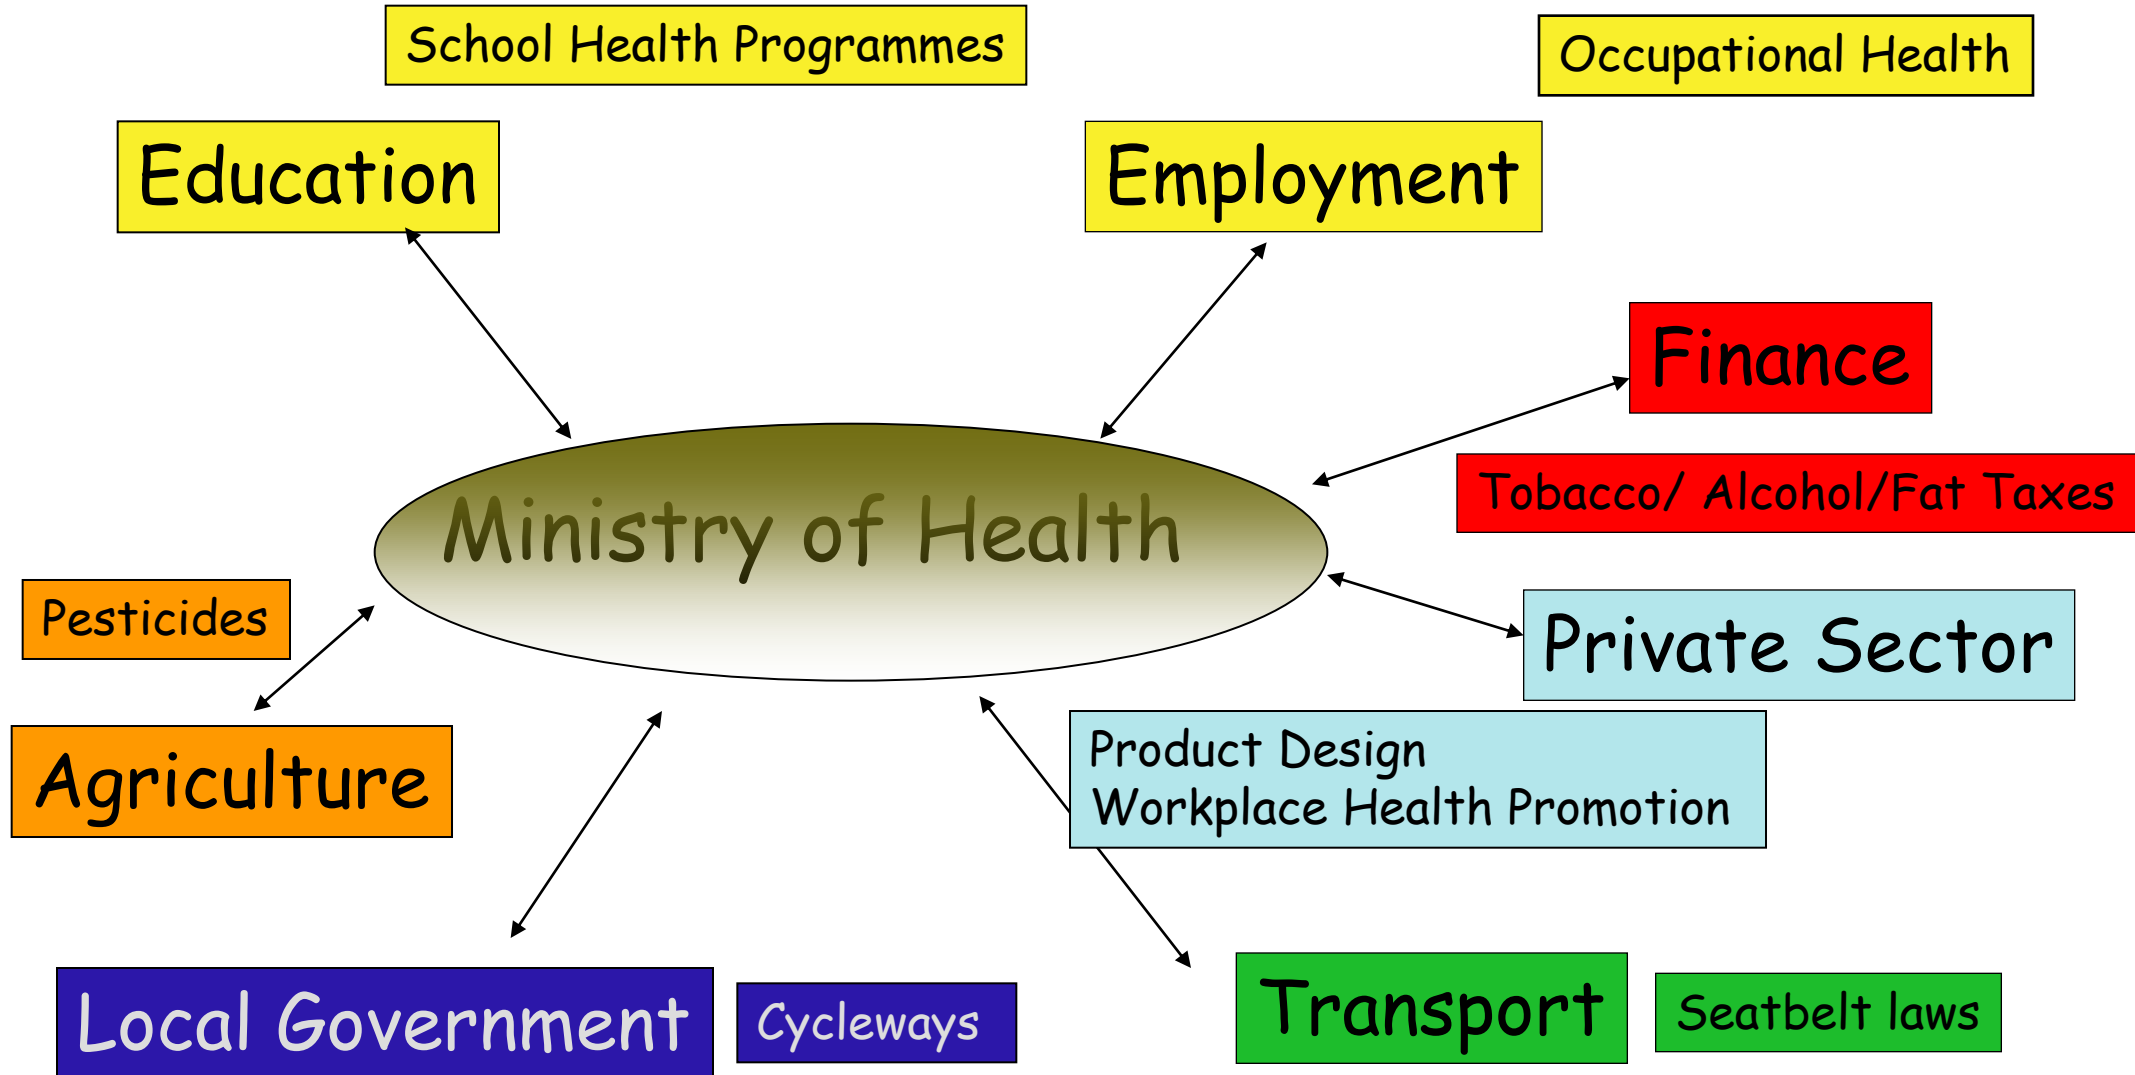 School Health Programmes
Occupational Health
Education
Employment
Finance
Tobacco/ Alcohol/Fat Taxes
Ministry of Health
Pesticides
Private Sector
Agriculture
Product Design
Workplace Health Promotion
Local Government
Cycleways
Transport
Seatbelt laws